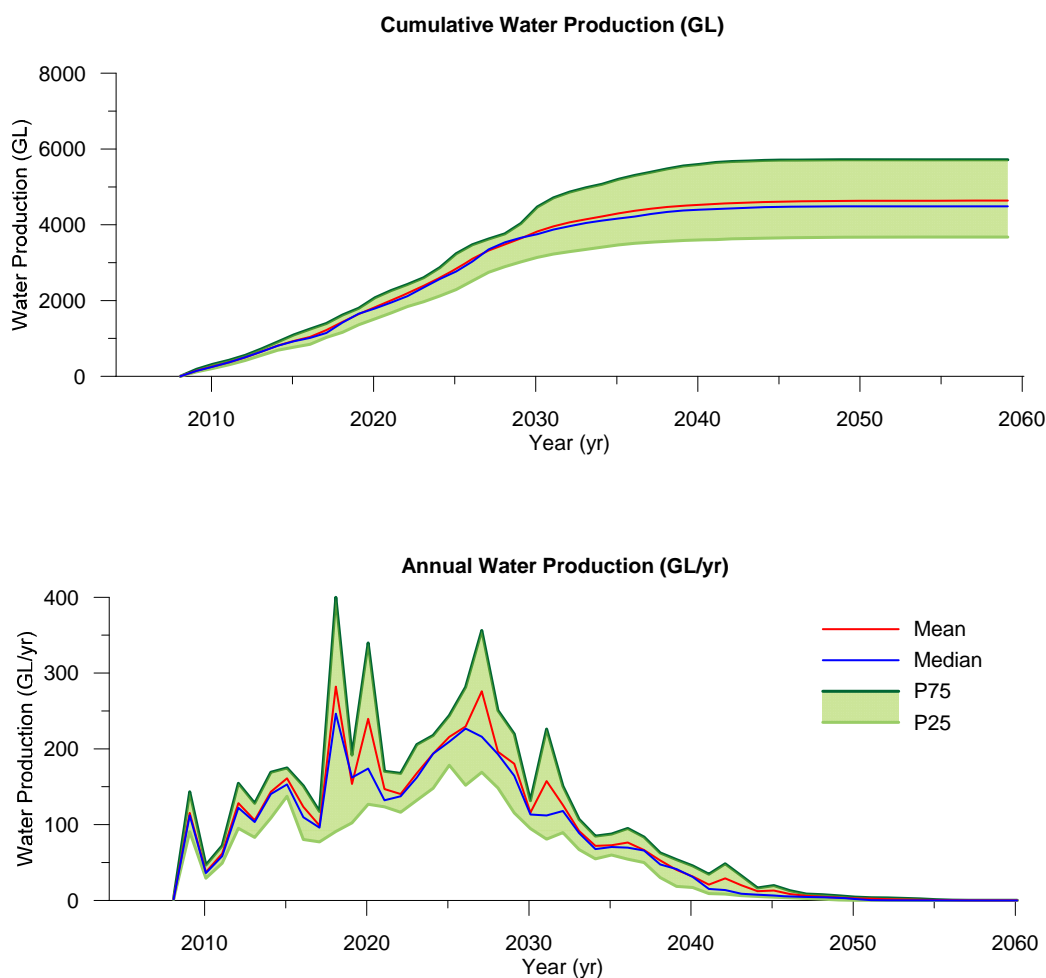 Cumulative Water Production (GL)
8000
6000
4000
2000
0
Water Production (GL)
2010 2020 2030 2040 2050 2060
Year (yr)
Annual Water Production (GL/yr)
400
300
200
100
0
Water Production (GL/yr)
Mean
Median
P75
P25
2010 2020 2030 2040 2050 2060
Year (yr)